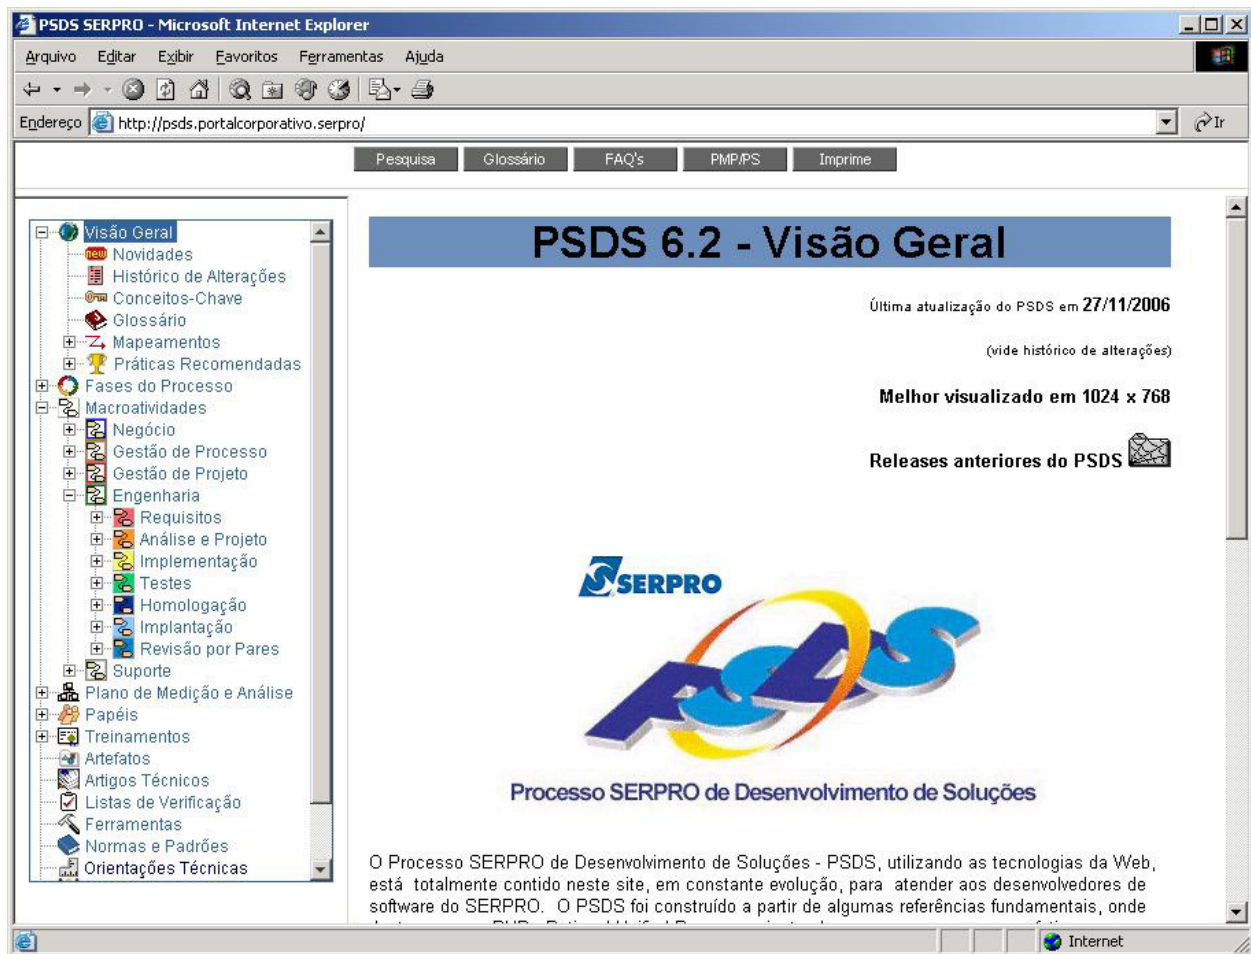 PSDS SERPRO - Microsoft Internet Explorer
Arquivo Editar Exibir Favoritos Ferramentas Ajuda
Endereço http://psds.portalcorporativo.serpro/ Ir
Pesquisa Glossário FAQ's PMP/PS Imprime
Visão Geral
new Novidades
Histórico de Alterações
Conceitos-Chave
Glossário
Mapeamentos
Práticas Recomendadas
Fases do Processo
Macroatividades
Negócio
Gestão de Processo
Gestão de Projeto
Engenharia
Requisitos
Análise e Projeto
Implementação
Testes
Homologação
Implantação
Revisão por Pares
Suporte
Plano de Medição e Análise
Papéis
Treinamentos
Artefatos
Artigos Técnicos
Listas de Verificação
Ferramentas
Normas e Padrões
Orientações Técnicas
PSDS 6.2 - Visão Geral
Última atualização do PSDS em 27/11/2006
(vide histórico de alterações)
Melhor visualizado em 1024 x 768
Releases anteriores do PSDS
SERPRO
PSDS
Processo SERPRO de Desenvolvimento de Soluções
O Processo SERPRO de Desenvolvimento de Soluções - PSDS, utilizando as tecnologias da Web,
está totalmente contido neste site, em constante evolução, para atender aos desenvolvedores de
software do SERPRO. O PSDS foi construído a partir de algumas referências fundamentais, onde
Internet